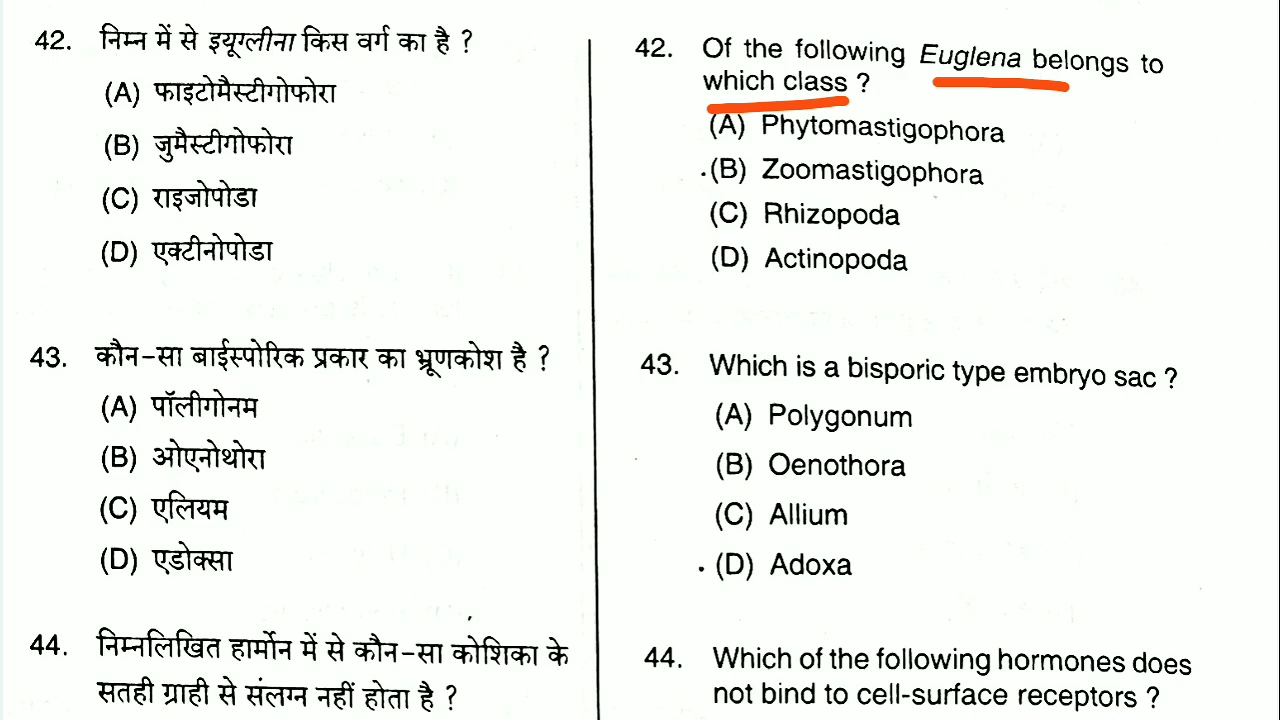 42. निम्न में से इयूग्लीना किस वर्ग का है ?
(A) फाइटोमैस्टीगोफोरा
(B) जुमैस्टीगोफोरा
(C) राइजोपोडा
(D) एक्टीनोपोडा
43. कौन-सा बाईस्पोरिक प्रकार का भ्रूणकोश है ?
(A) पॉलीगोनम
(B) ओएनोथोरा
(C) एलियम
(D) एडोक्सा
44. निम्नलिखित हार्मोन में से कौन-सा कोशिका के
सतही ग्राही से संलग्न नहीं होता है ?
42. Of the following Euglena belongs to
which class ?
(A) Phytomastigophora
(B) Zoomastigophora
(C) Rhizopoda
(D) Actinopoda
43. Which is a bisporic type embryo sac ?
(A) Polygonum
(B) Oenothora
(C) Allium
(D) Adoxa
44. Which of the following hormones does
not bind to cell-surface receptors ?